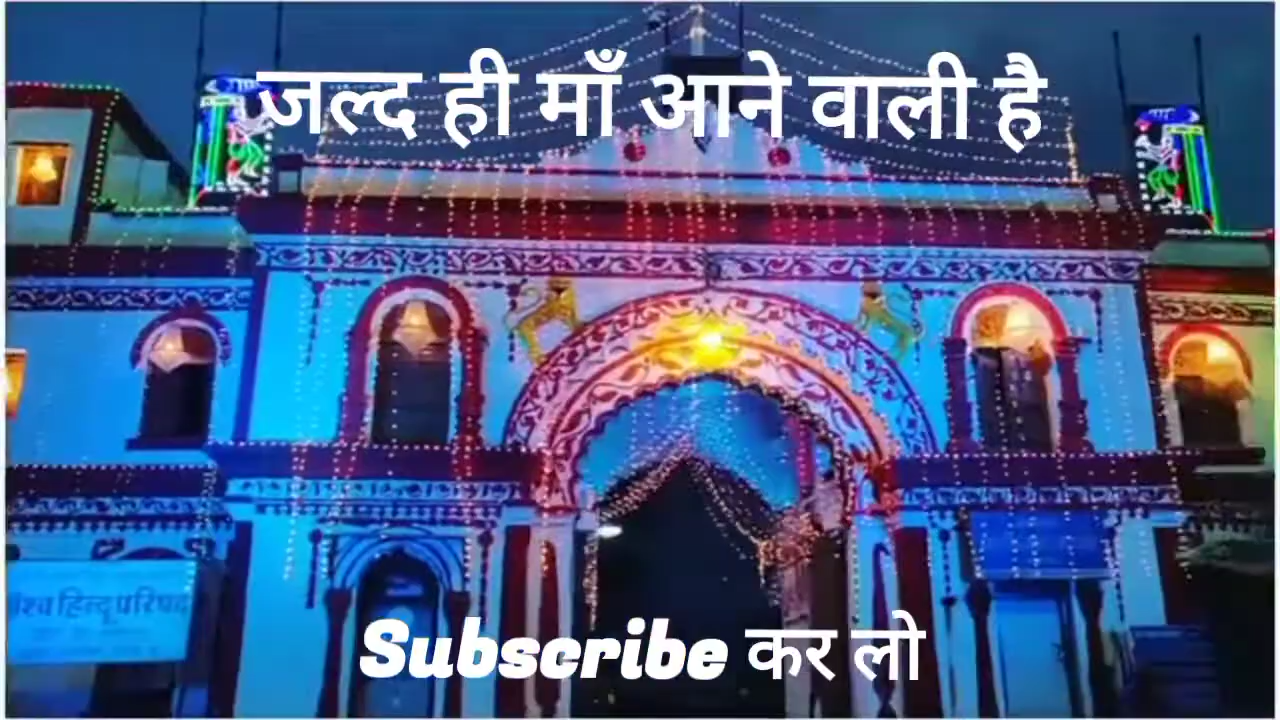 जल्द ही माँ आने वाली है
विश्व हिन्दू परिषद
Subscribe कर लो